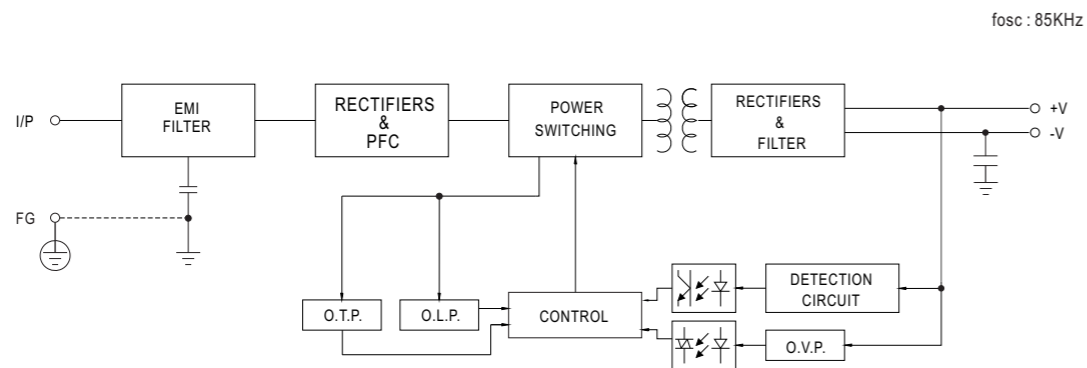 fosc : 85KHz
I/P
EMI
FILTER
RECTIFIERS
&
PFC
POWER
SWITCHING
RECTIFIERS
&
FILTER
+V
-V
FG
O.T.P.
O.L.P.
CONTROL
DETECTION
CIRCUIT
O.V.P.